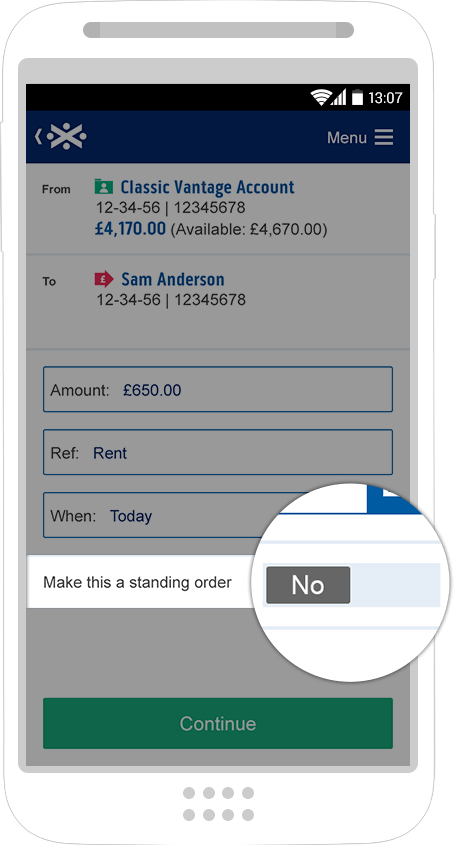 13:07
Menu
From Classic Vantage Account
12-34-56 | 12345678
£4,170.00 (Available: £4,670.00)
To Sam Anderson
£
12-34-56 | 12345678
Amount: £650.00
Ref: Rent
When: Today
Make this a standing order No
Continue